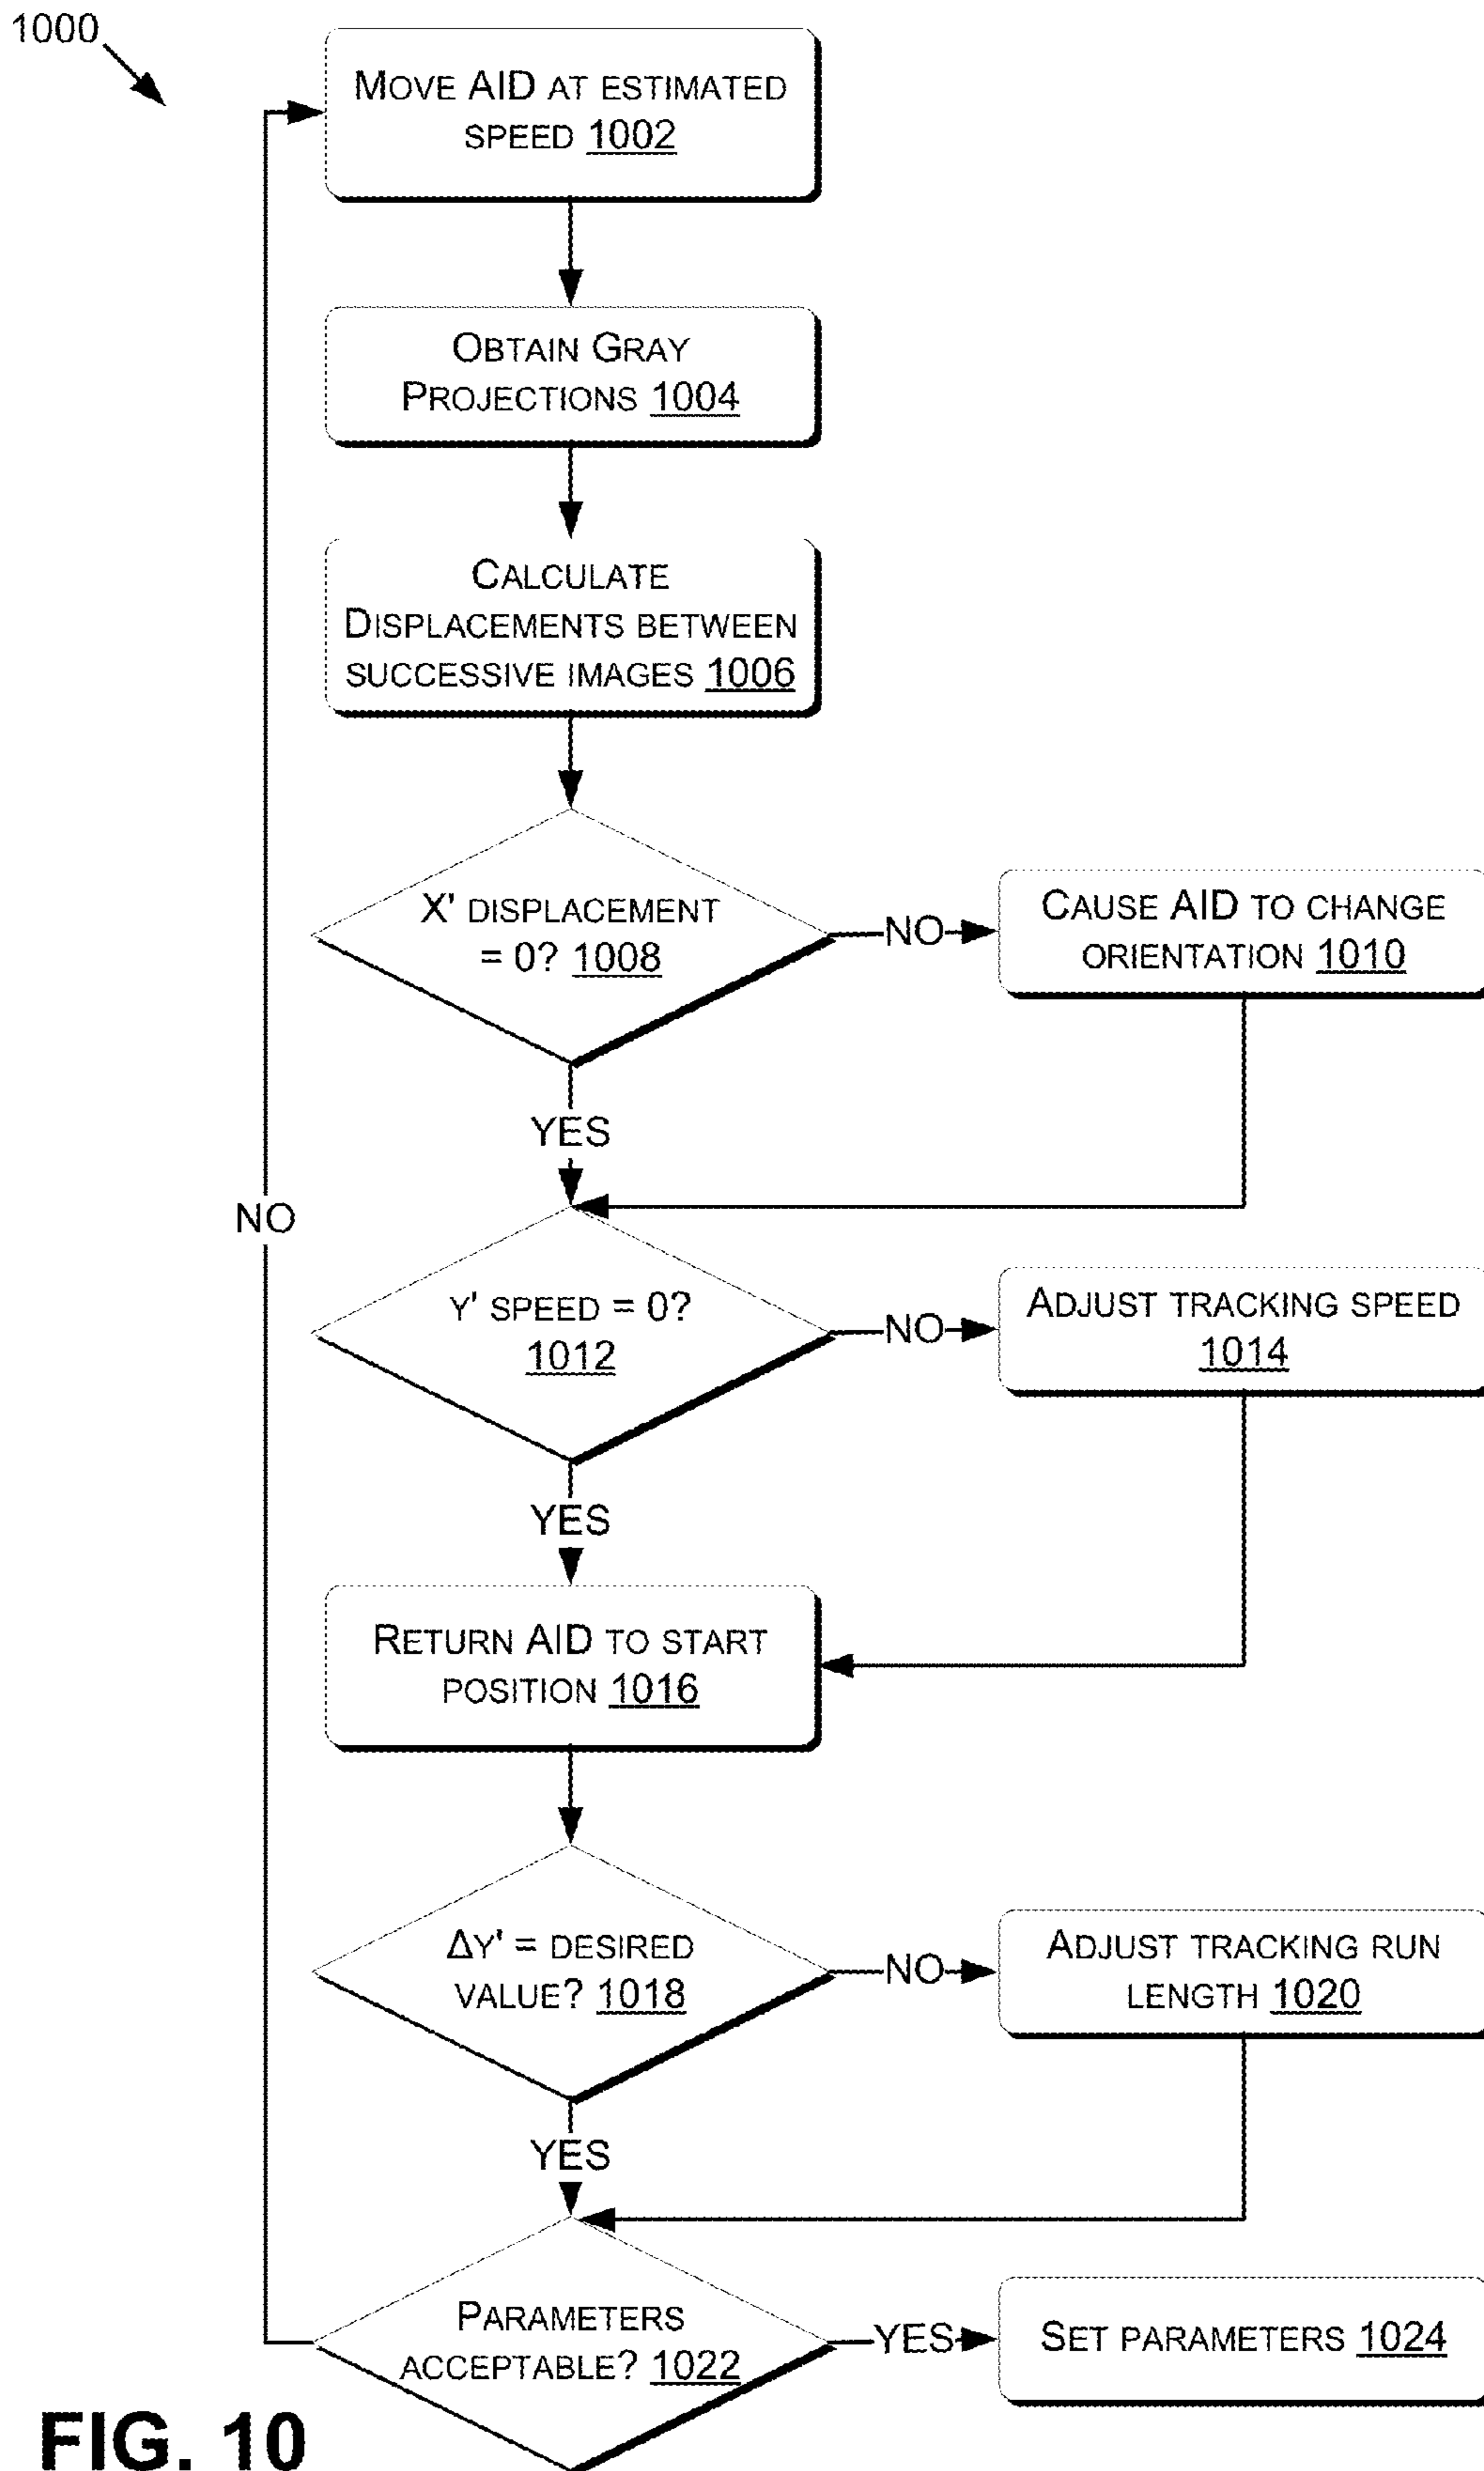 1000
MOVE AID AT ESTIMATED
SPEED 1002
OBTAIN GRAY
PROJECTIONS 1004
CALCULATE
DISPLACEMENTS BETWEEN
SUCCESSIVE IMAGES 1006
X' DISPLACEMENT
= 0? 1008
NO
CAUSE AID TO CHANGE
ORIENTATION 1010
YES
NO
Y' SPEED = 0?
1012
NO
ADJUST TRACKING SPEED
1014
YES
RETURN AID TO START
POSITION 1016
ΔY' = DESIRED
VALUE? 1018
NO
ADJUST TRACKING RUN
LENGTH 1020
YES
PARAMETERS
ACCEPTABLE? 1022
YES
SET PARAMETERS 1024
FIG. 10